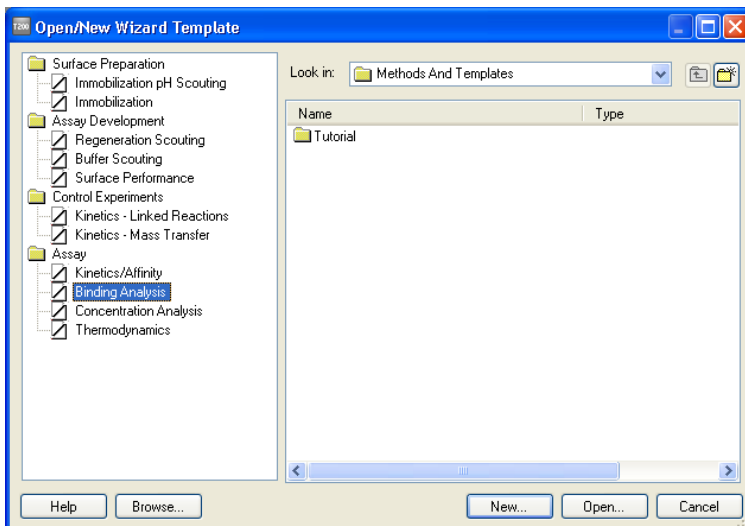 T200 Open/New Wizard Template
Surface Preparation
Immobilization pH Scouting
Immobilization
Assay Development
Regeneration Scouting
Buffer Scouting
Surface Performance
Control Experiments
Kinetics - Linked Reactions
Kinetics - Mass Transfer
Assay
Kinetics/Affinity
Binding Analysis
Concentration Analysis
Thermodynamics
Look in: Methods And Templates
Name Type
Tutorial
Help Browse... New... Open... Cancel